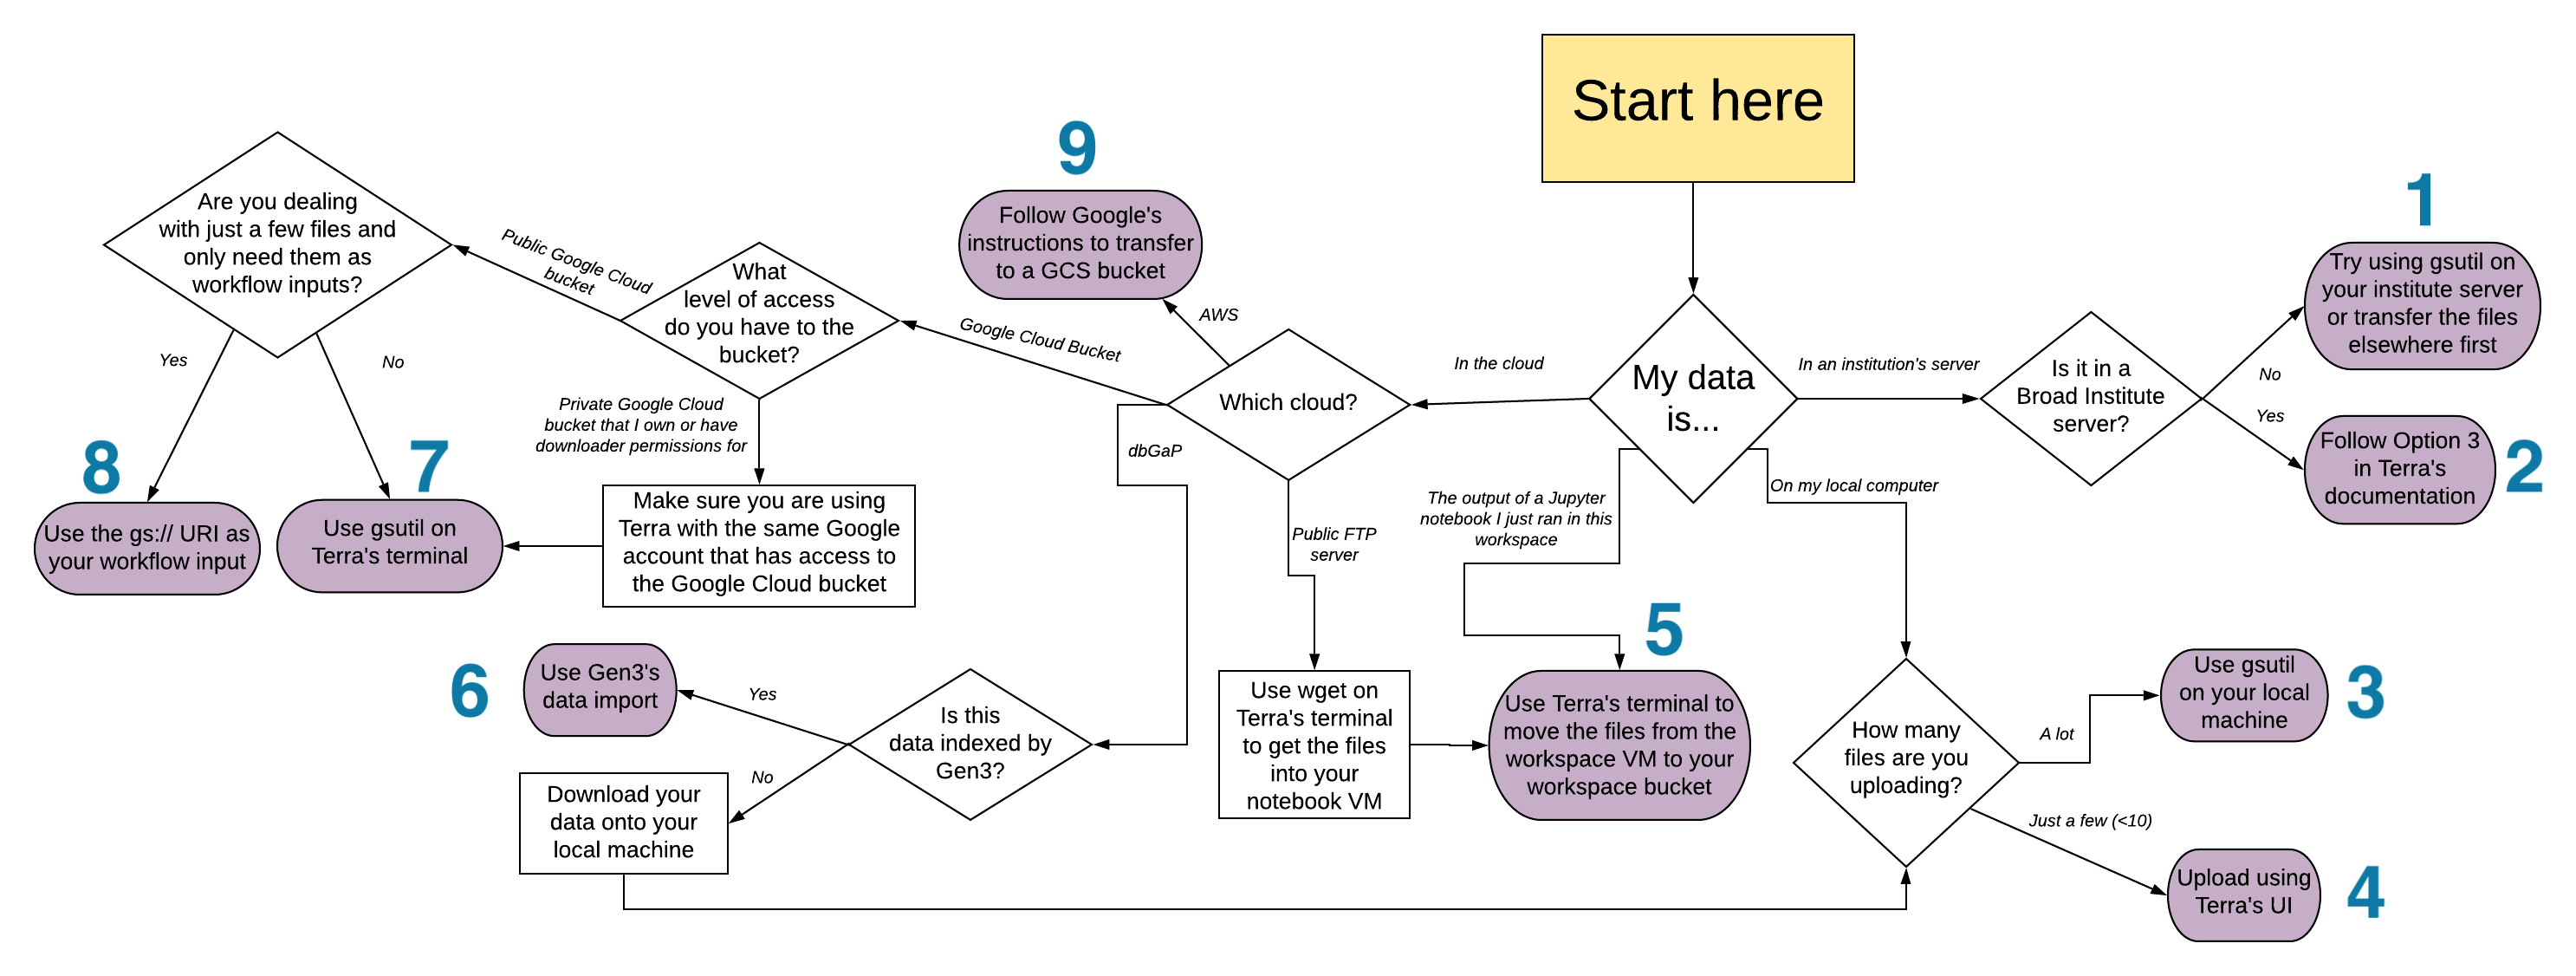 Start here
My data
is...
In an institution's server
Is it in a
Broad Institute
server?
No
1
Try using gsutil on
your institute server
or transfer the files
elsewhere first
Yes
2
Follow Option 3
in Terra's
documentation
On my local computer
How many
files are you
uploading?
A lot
3
Use gsutil
on your local
machine
Just a few (<10)
4
Upload using
Terra's UI
The output of a Jupyter
notebook I just ran in this
workspace
5
Use Terra's terminal to
move the files from the
workspace VM to your
workspace bucket
In the cloud
Which cloud?
Public FTP
server
Use wget on
Terra's terminal
to get the files
into your
notebook VM
dbGaP
Is this
data indexed by
Gen3?
Yes
6
Use Gen3's
data import
No
Download your
data onto your
local machine
Google Cloud Bucket
What
level of access
do you have to the
bucket?
Private Google Cloud
bucket that I own or have
downloader permissions for
Make sure you are using
Terra with the same Google
account that has access to
the Google Cloud bucket
Public Google Cloud
bucket
Are you dealing
with just a few files and
only need them as
workflow inputs?
No
7
Use gsutil on
Terra's terminal
Yes
8
Use the gs:// URI as
your workflow input
AWS
9
Follow Google's
instructions to transfer
to a GCS bucket